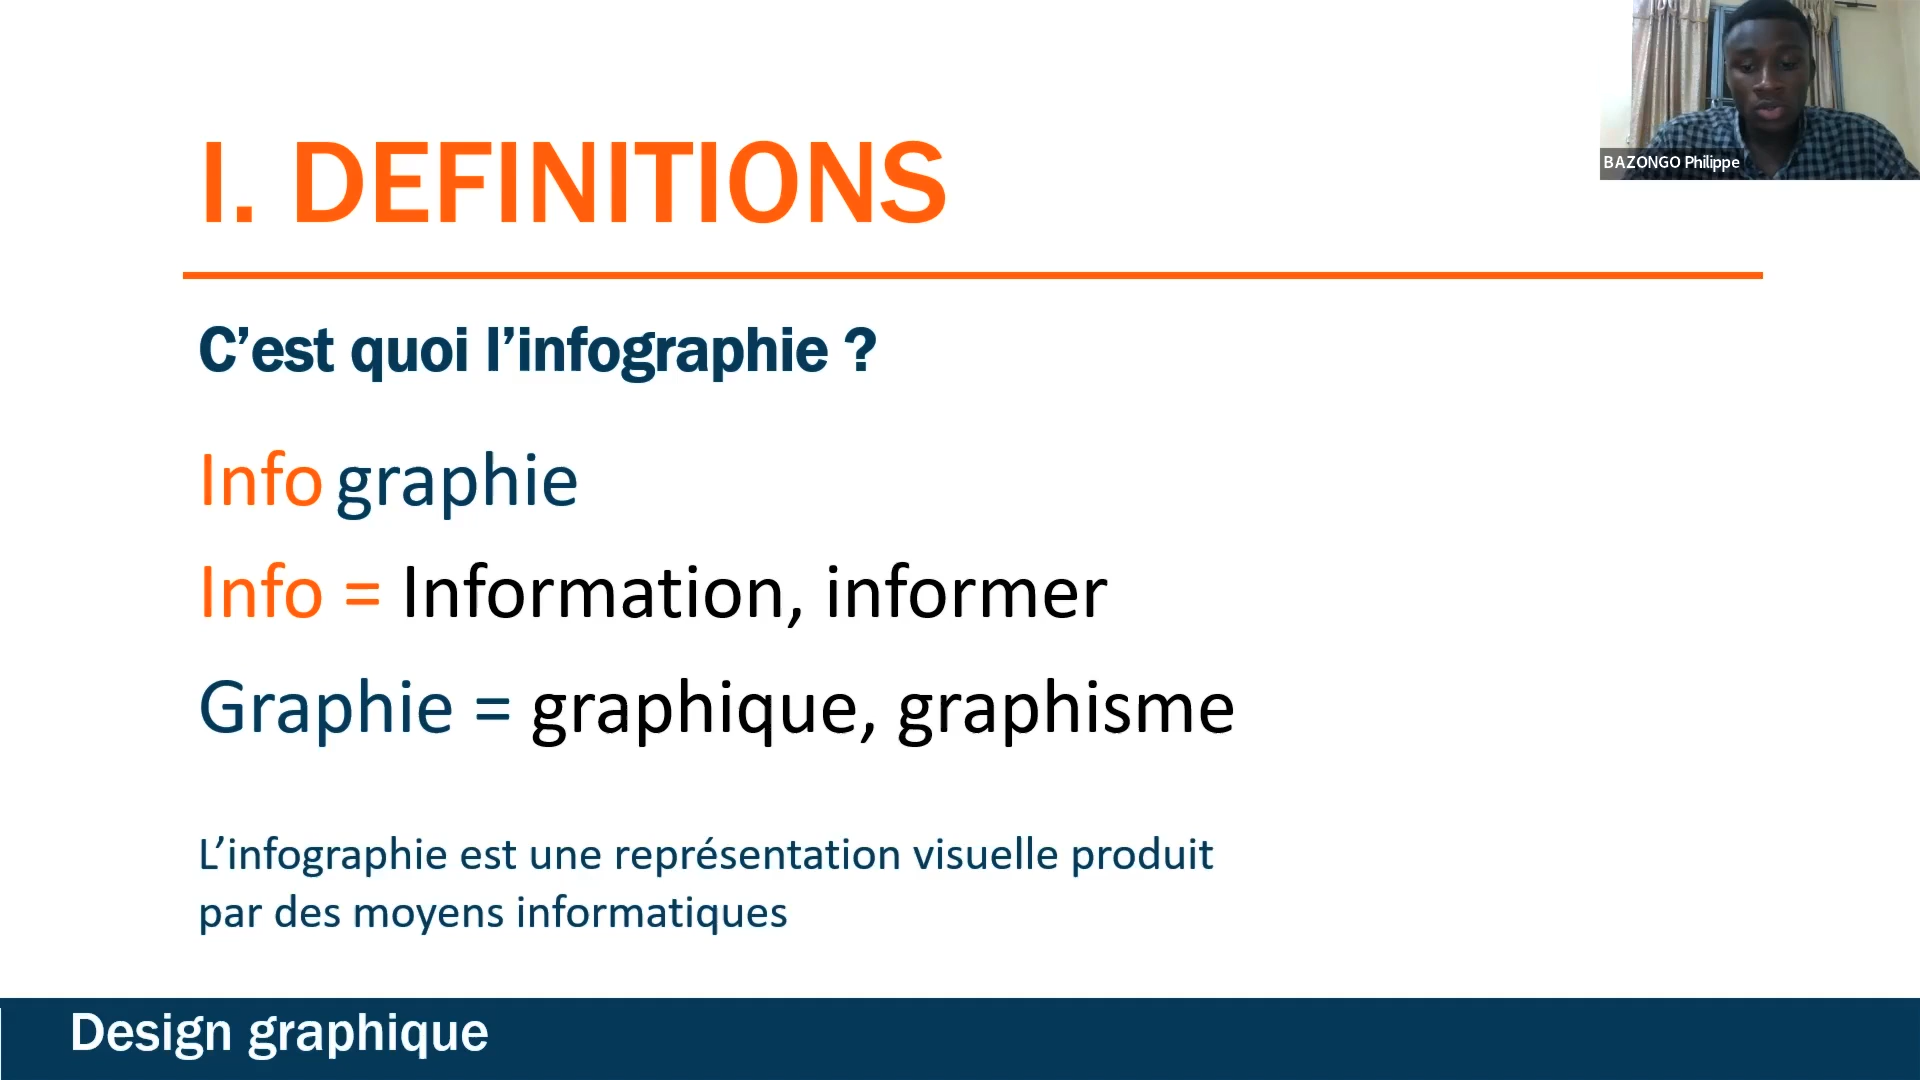 I. DEFINITIONS
BAZONGO Philippe
C’est quoi l’infographie ?
Info graphie
Info = Information, informer
Graphie = graphique, graphisme
L’infographie est une représentation visuelle produit
par des moyens informatiques
Design graphique